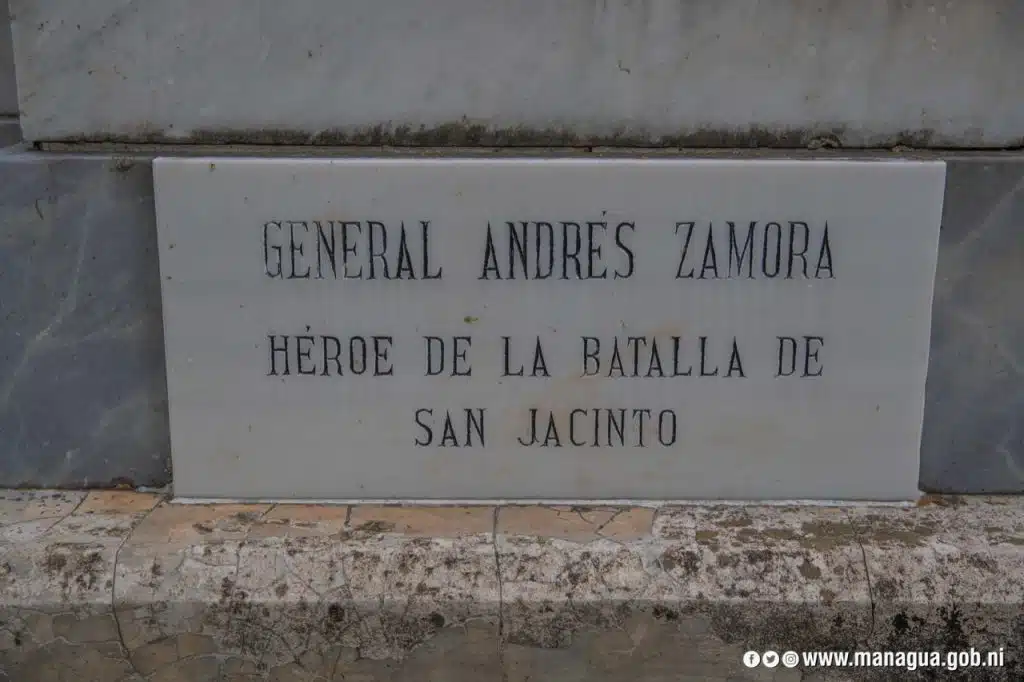 GENERAL ANDRÉS ZAMORA
HÉROE DE LA BATALLA DE
SAN JACINTO
www.managua.gob.ni